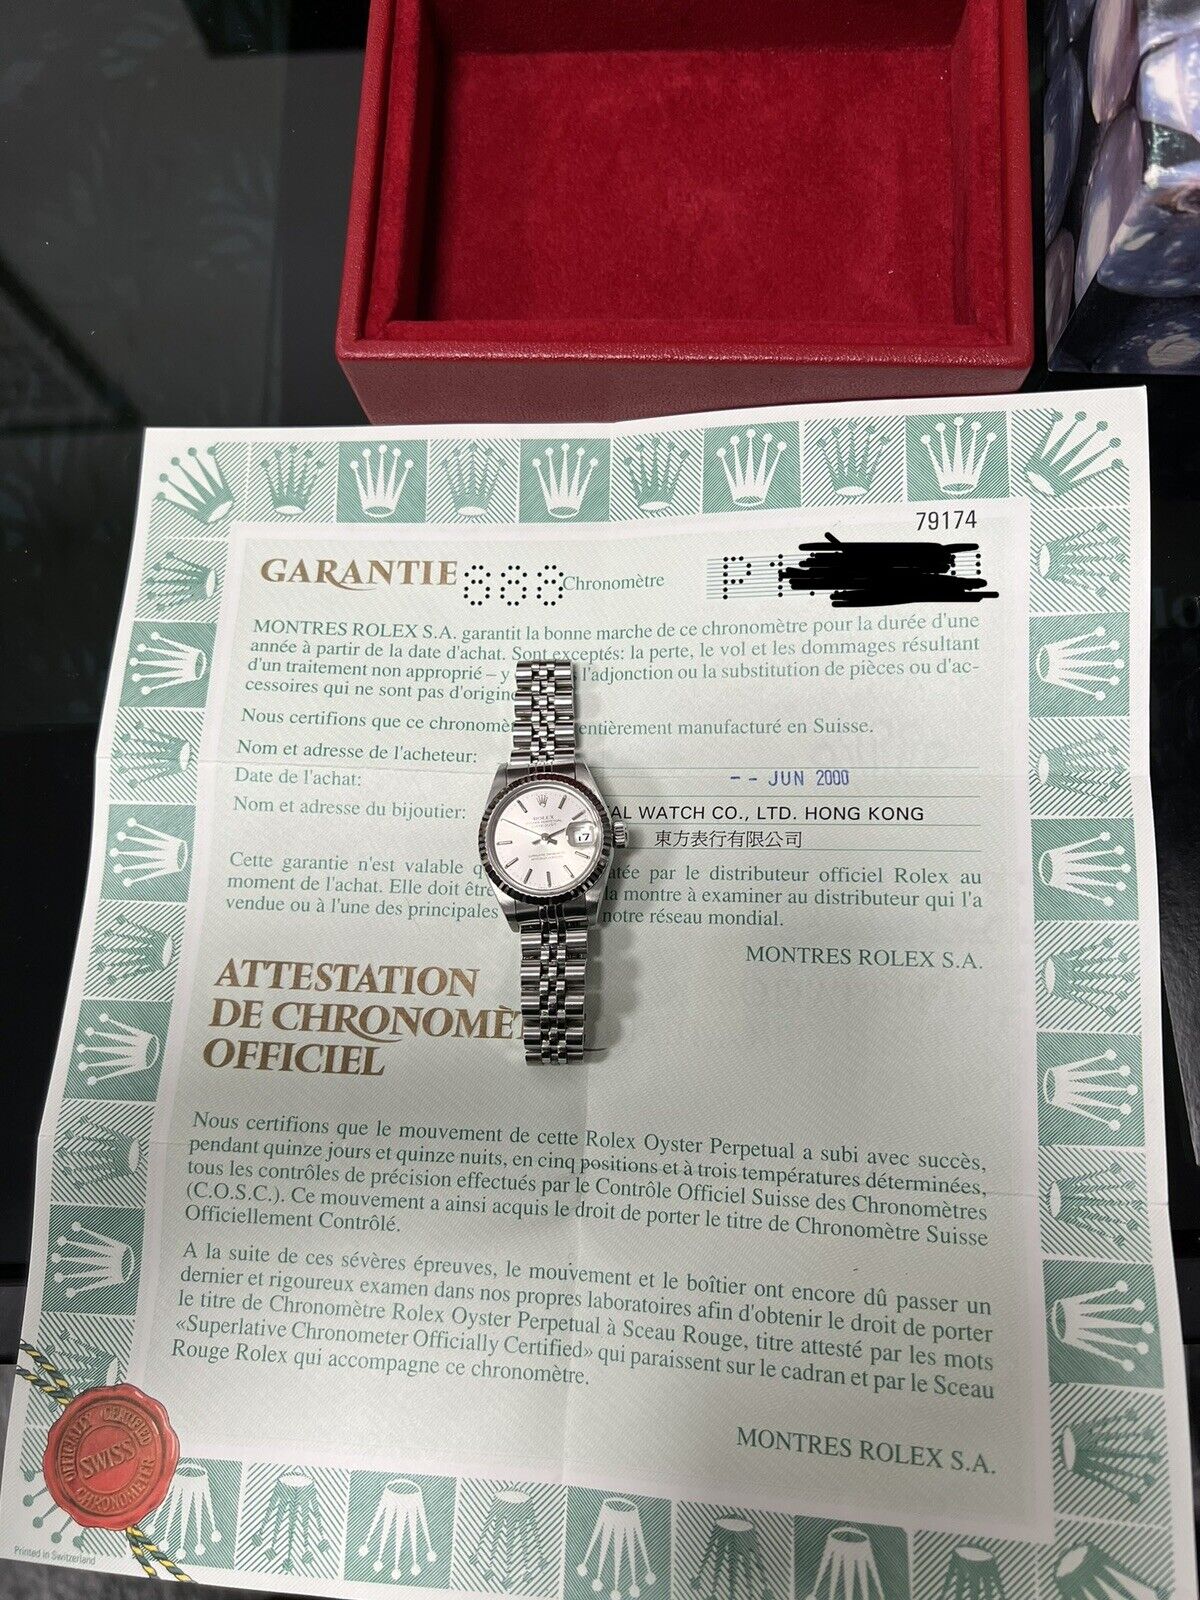 79174
GARANTIE 888 Chronomètre P1
MONTRES ROLEX S.A. garantit la bonne marche de ce chronomètre pour la durée d'une
année à partir de la date d'achat. Sont exceptés: la perte, le vol et les dommages résultant
d'un traitement non approprié – y l'adjonction ou la substitution de pièces ou d'ac-
cessoires qui ne sont pas d'origin
Nous certifions que ce chronomè entièrement manufacturé en Suisse.
Nom et adresse de l'acheteur:
Date de l'achat: -- JUN 2000
Nom et adresse du bijoutier: AL WATCH CO., LTD. HONG KONG
東方表行有限公司
ROLEX
17
Cette garantie n'est valable q atée par le distributeur officiel Rolex au
moment de l'achat. Elle doit être la montre à examiner au distributeur qui l'a
vendue ou à l'une des principales notre réseau mondial.
MONTRES ROLEX S.A.
ATTESTATION
DE CHRONOMÈT
OFFICIEL
Nous certifions que le mouvement de cette Rolex Oyster Perpetual a subi avec succès,
pendant quinze jours et quinze nuits, en cinq positions et à trois températures déterminées,
tous les contrôles de précision effectués par le Contrôle Officiel Suisse des Chronomètres
(C.O.S.C.). Ce mouvement a ainsi acquis le droit de porter le titre de Chronomètre Suisse
Officiellement Contrôlé.
A la suite de ces sévères épreuves, le mouvement et le boîtier ont encore dû passer un
dernier et rigoureux examen dans nos propres laboratoires afin d'obtenir le droit de porter
le titre de Chronomètre Rolex Oyster Perpetual à Sceau Rouge, titre attesté par les mots
«Superlative Chronometer Officially Certified» qui paraissent sur le cadran et par le Sceau
Rouge Rolex qui accompagne ce chronomètre.
MONTRES ROLEX S.A.
OFFICIALLY CERTIFIED
SWISS
CHRONOMETER
Printed in Switzerland